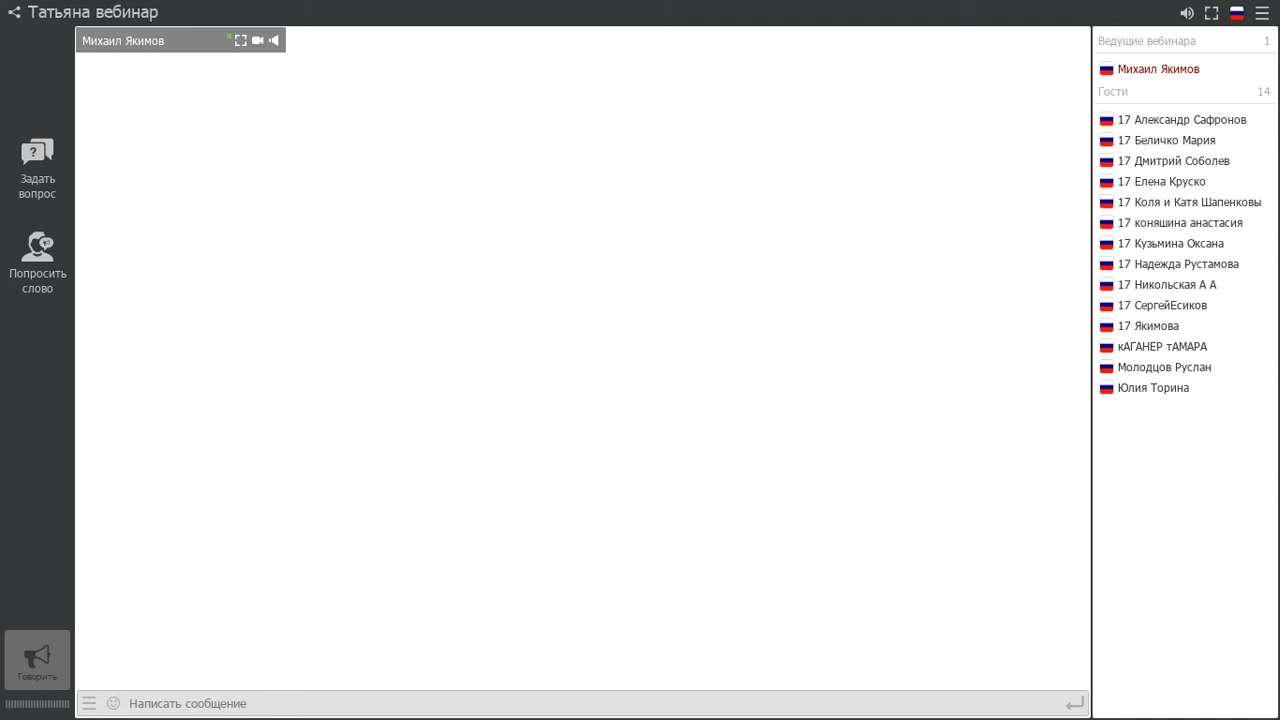 Татьяна вебинар
Михаил Якимов
Задать
вопрос
Попросить
слово
Говорить
Написать сообщение
Ведущие вебинара 1
Михаил Якимов
Гости 14
17 Александр Сафронов
17 Беличко Мария
17 Дмитрий Соболев
17 Елена Круско
17 Коля и Катя Шапенковы
17 коняшина анастасия
17 Кузьмина Оксана
17 Надежда Рустамова
17 Никольская А А
17 СергейЕсиков
17 Якимова
кАГАНЕР тАМАРА
Молодцов Руслан
Юлия Торина